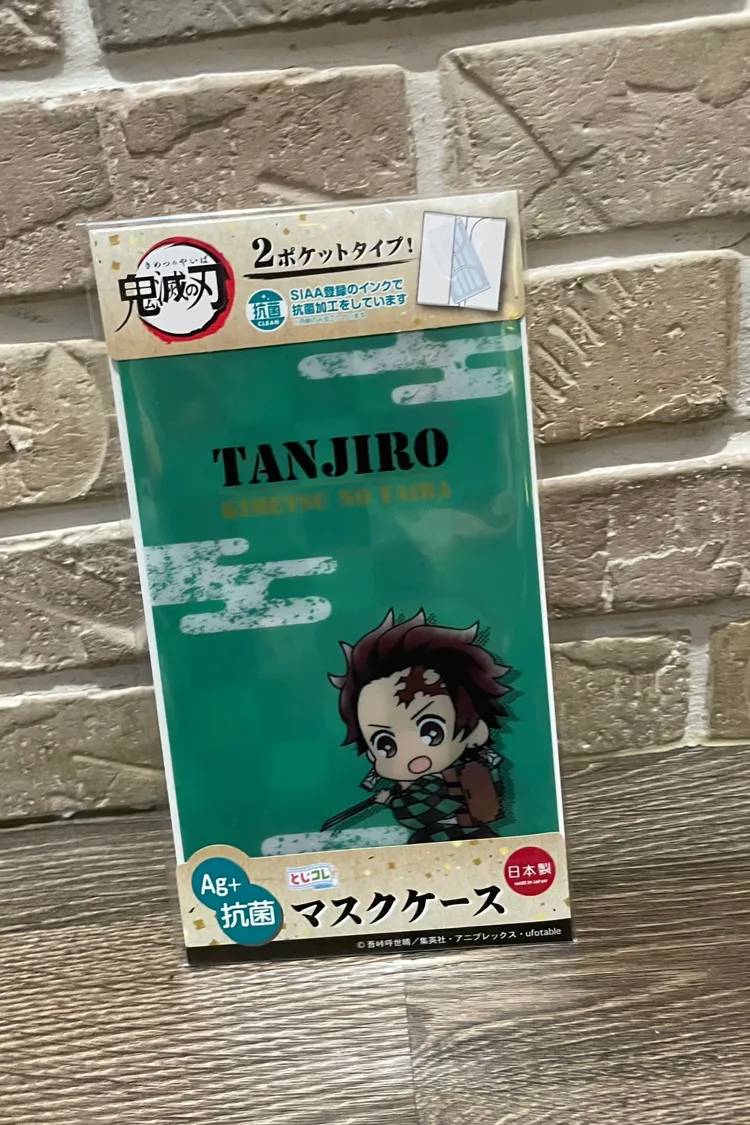 きめつのやいば
鬼滅の刃
2ポケットタイプ!
抗菌
CLEAN
SIAA登録のインクで
抗菌加工をしています
TANJIRO
KIMETSU NO YAIBA
Ag+
抗菌
とじコレ
マスクケース
日本製
MADE IN JAPAN
© 吾峠呼世晴/集英社・アニプレックス・ufotable